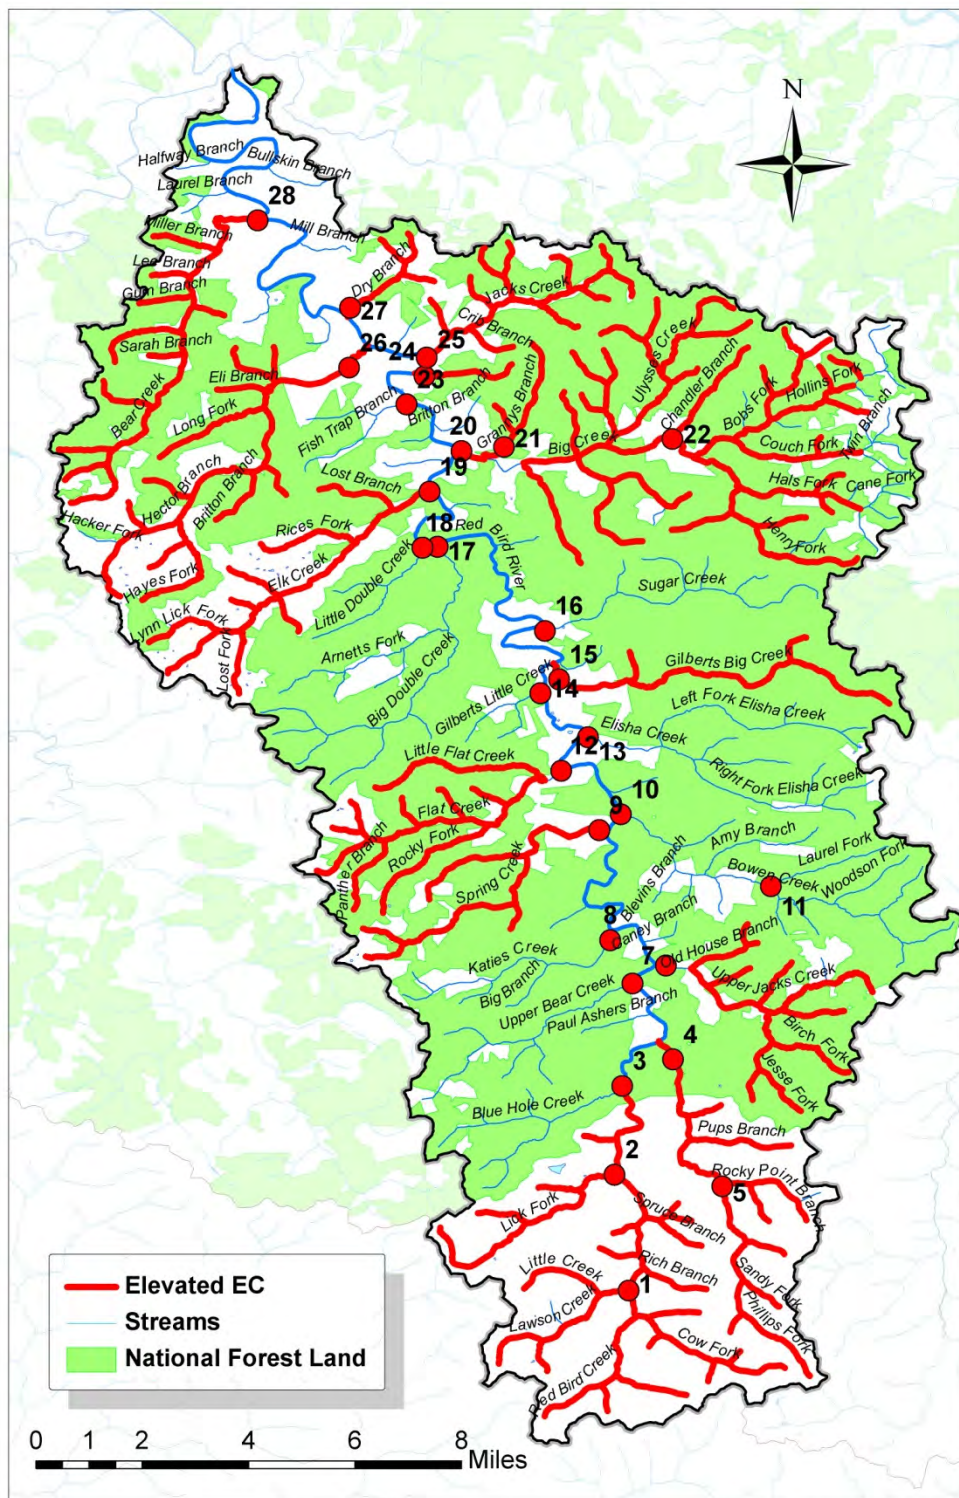 N
Halfway Branch
Bullskin Branch
Laurel Branch
28
Miller Branch
Mill Branch
Lee Branch
Gum Branch
Dry Branch
27
Jacks Creek
Crib Branch
Sarah Branch
26
24
25
Eli Branch
23
Ulysses Creek
Chandler Branch
Bobs Fork
Hollins Fork
Twin Branch
Bear Creek
Long Fork
Fish Trap Branch
Britton Branch
Grannys Branch
20
21
Big Creek
22
Couch Fork
19
Lost Branch
Hals Fork
Cane Fork
Hector Branch
Britton Branch
Hacker Fork
Rices Fork
18
Red Bird River
17
Henry Fork
Hayes Fork
Elk Creek
Little Double Creek
Sugar Creek
Lynn Lick Fork
16
Lost Fork
Arnetts Fork
15
Gilberts Big Creek
Big Double Creek
Gilberts Little Creek
14
Left Fork Elisha Creek
Elisha Creek
12
13
Little Flat Creek
Right Fork Elisha Creek
10
9
Flat Creek
Rocky Fork
Panther Branch
Amy Branch
Laurel Fork
Bowen Creek
Woodson Fork
Spring Creek
Blevins Branch
11
8
Caney Branch
Old House Branch
Katies Creek
7
Big Branch
Upper Jacks Creek
Upper Bear Creek
Paul Ashers Branch
Birch Fork
4
3
Jesse Fork
Blue Hole Creek
Pups Branch
2
Rocky Point Branch
5
Lick Fork
Spruce Branch
Little Creek
Rich Branch
Sandy Fork
1
Lawson Creek
Phillips Fork
Cow Fork
Red Bird Creek
Elevated EC
Streams
National Forest Land
0 1 2 4 6 8
Miles